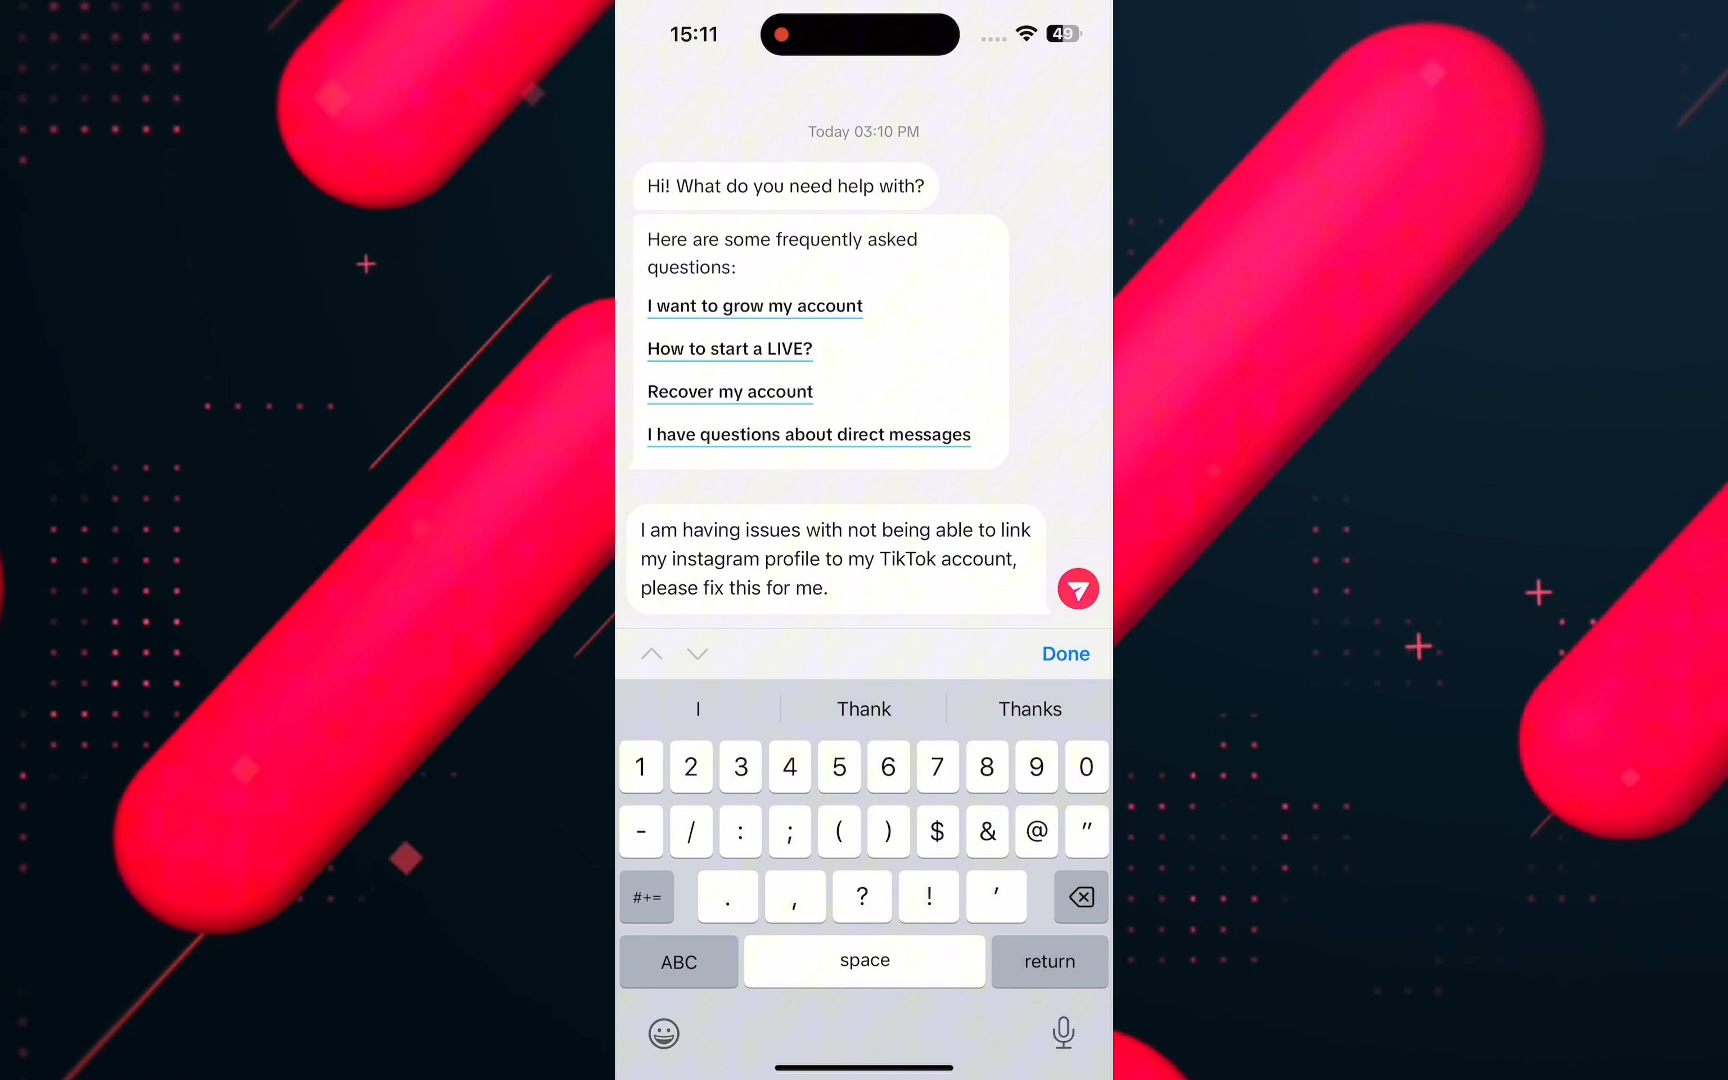 15:11
49
Today 03:10 PM
Hi! What do you need help with?
Here are some frequently asked
questions:
I want to grow my account
How to start a LIVE?
Recover my account
I have questions about direct messages
I am having issues with not being able to link
my instagram profile to my TikTok account,
please fix this for me.
Done
I Thank Thanks
1 2 3 4 5 6 7 8 9 0
- / : ; ( ) $ & @ "
#+= . , ? ! '
ABC space return